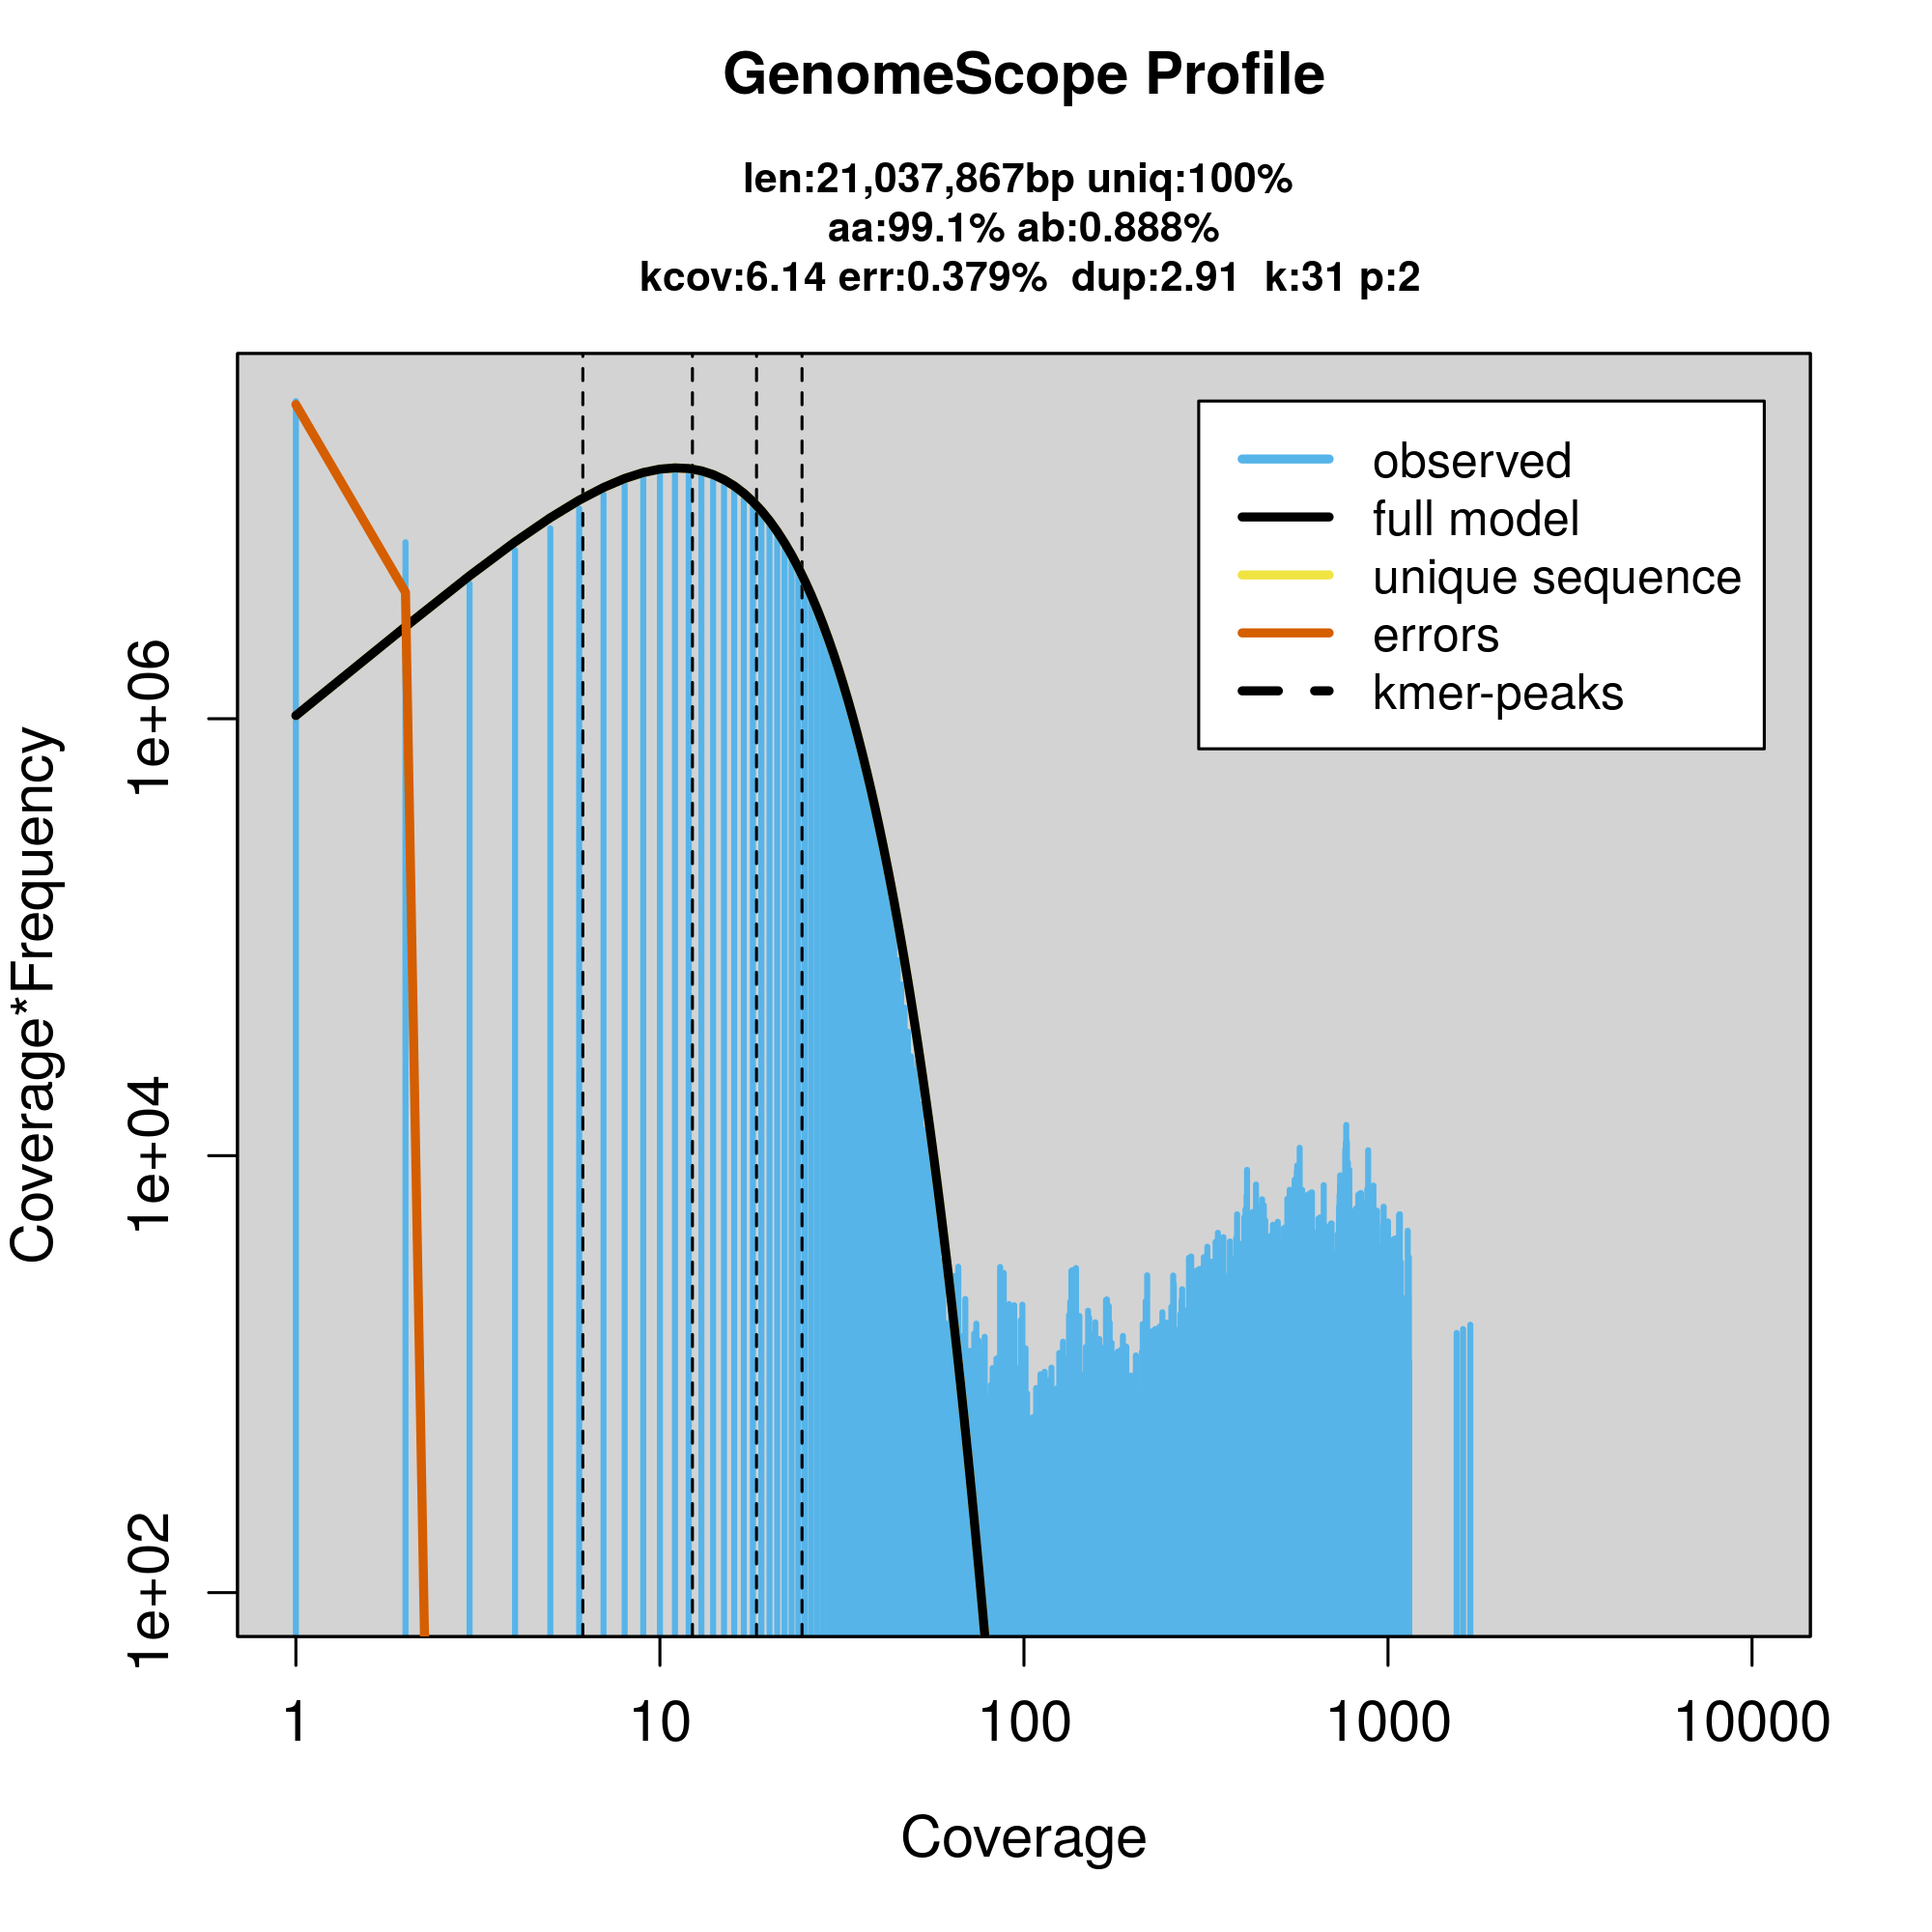 GenomeScope Profile
len:21,037,867bp uniq:100%
aa:99.1% ab:0.888%
kcov:6.14 err:0.379%  dup:2.91  k:31 p:2
observed
full model
unique sequence
errors
kmer-peaks
Coverage*Frequency
1e+06
1e+04
1e+02
1 10 100 1000 10000
Coverage